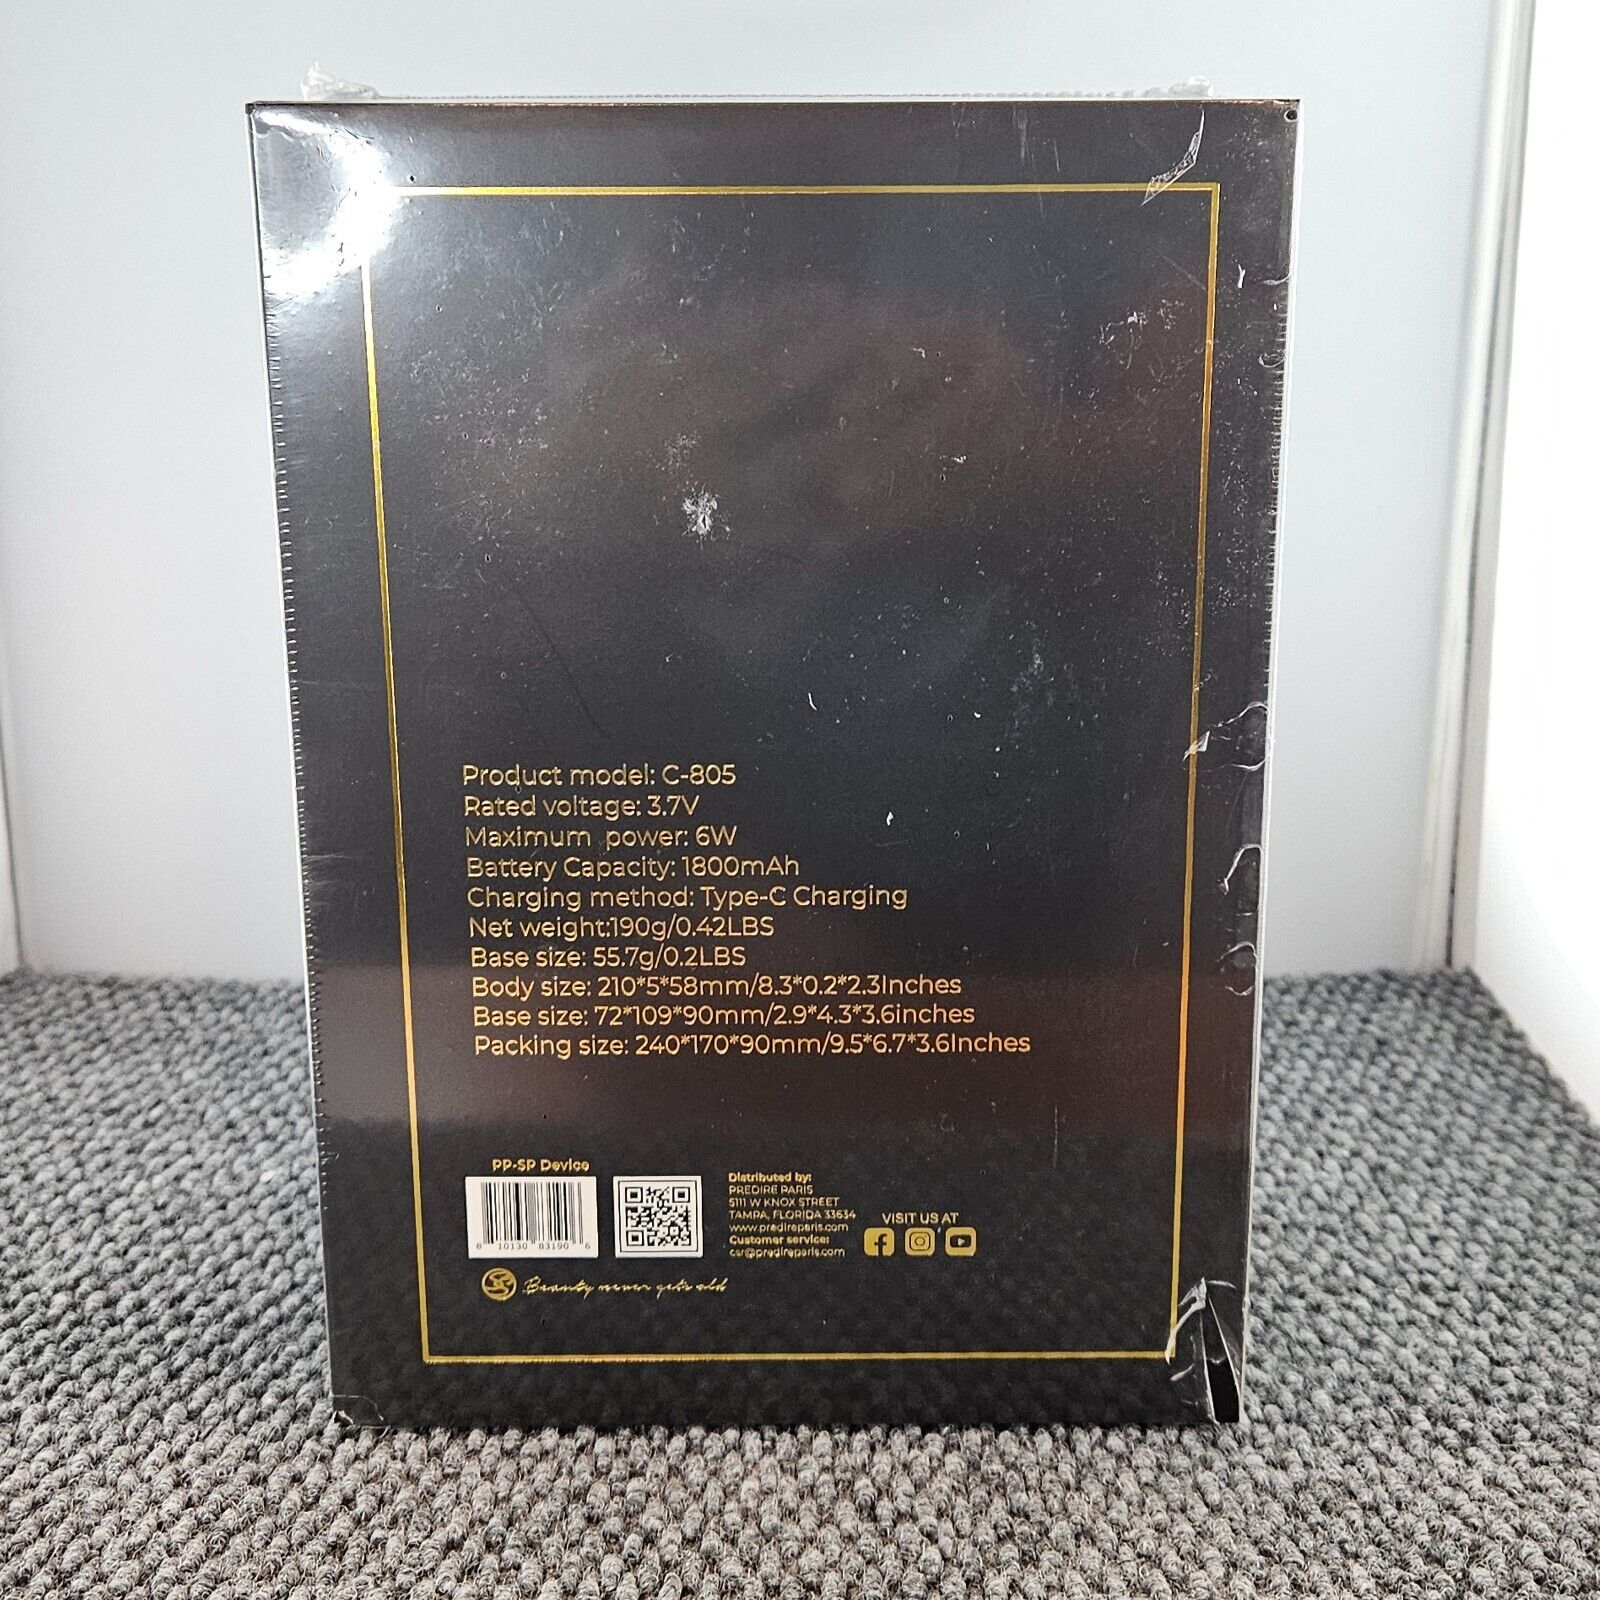 Product model: C-805
Rated voltage: 3.7V
Maximum power: 6W
Battery Capacity: 1800mAh
Charging method: Type-C Charging
Net weight:190g/0.42LBS
Base size: 55.7g/0.2LBS
Body size: 210*5*58mm/8.3*0.2*2.3Inches
Base size: 72*109*90mm/2.9*4.3*3.6inches
Packing size: 240*170*90mm/9.5*6.7*3.6Inches
PP-SP Device
8 10130 83190 6
Distributed by:
PREDIRE PARIS
5111 W KNOX STREET
TAMPA, FLORIDA 33634
www.predireparis.com
Customer service:
csr@predireparis.com
VISIT US AT
Beauty never gets old